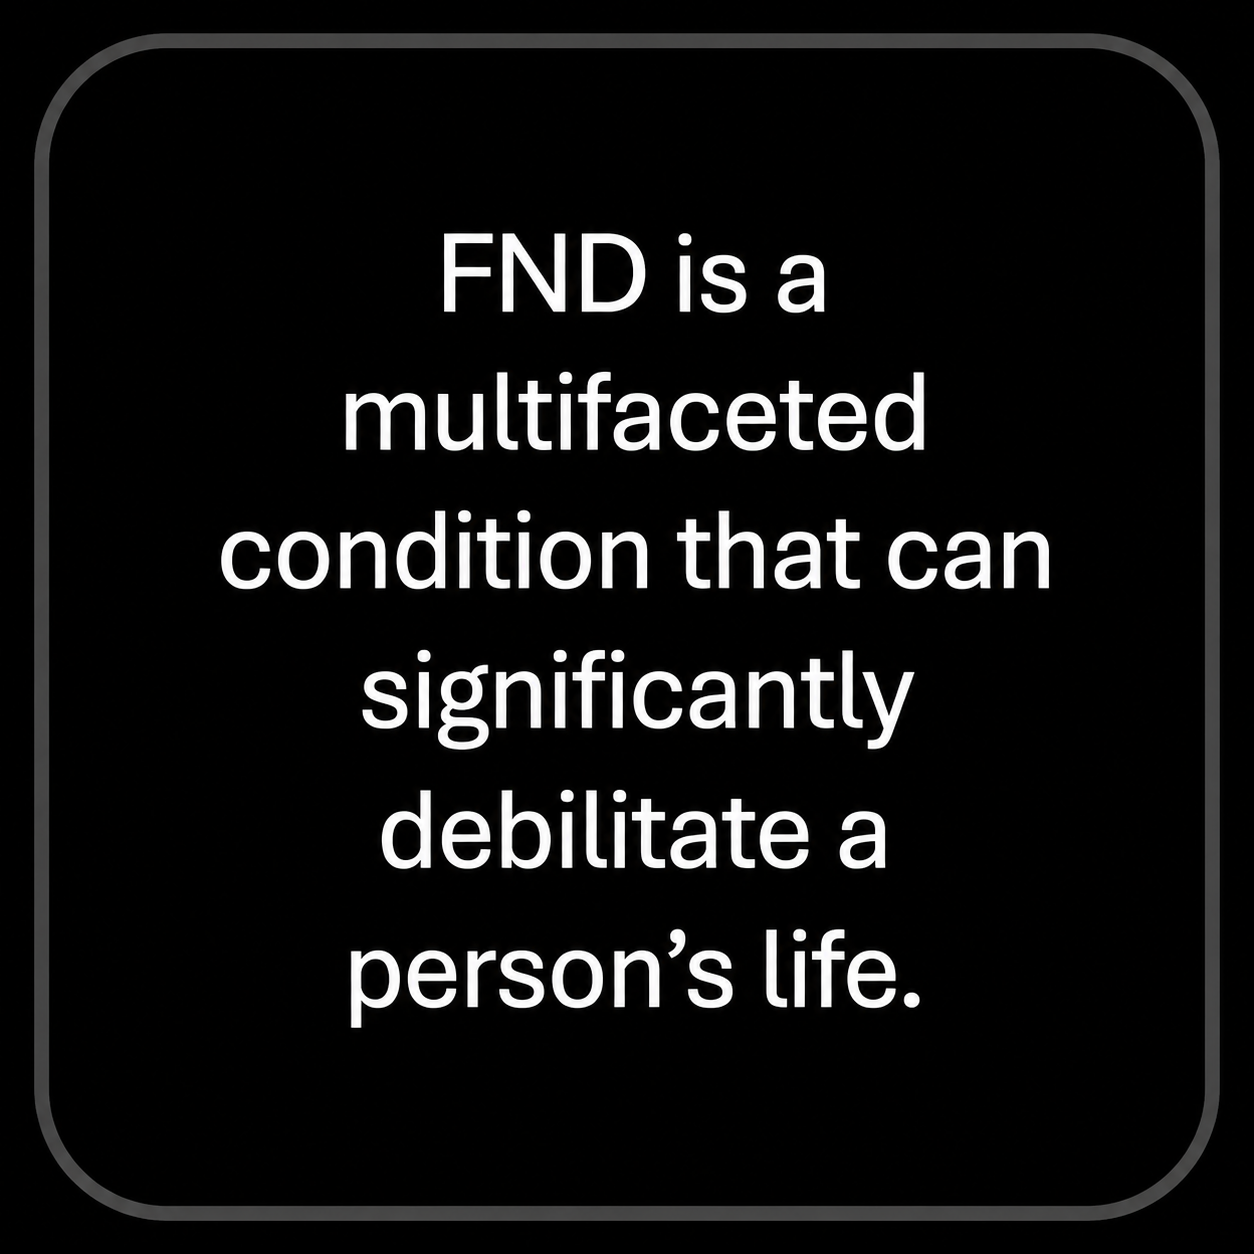 FND is a
multifaceted
condition that can
significantly
debilitate a
person’s life.